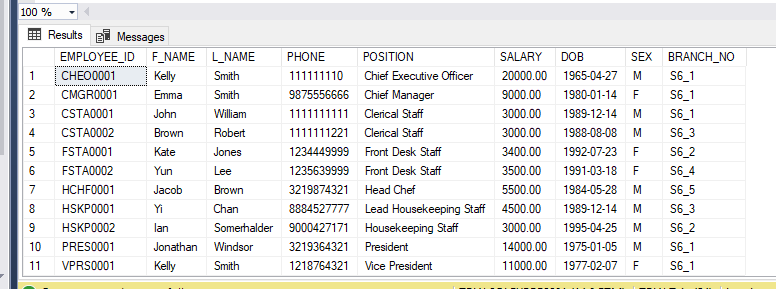 100 %
Results Messages
EMPLOYEE_ID F_NAME L_NAME PHONE POSITION SALARY DOB SEX BRANCH_NO
1 CHEO0001 Kelly Smith 111111110 Chief Executive Officer 20000.00 1965-04-27 M S6_1
2 CMGR0001 Emma Smith 9875556666 Chief Manager 9000.00 1980-01-14 F S6_1
3 CSTA0001 John William 1111111111 Clerical Staff 3000.00 1989-12-14 M S6_1
4 CSTA0002 Brown Robert 1111111221 Clerical Staff 3000.00 1988-08-08 M S6_3
5 FSTA0001 Kate Jones 1234449999 Front Desk Staff 3400.00 1992-07-23 F S6_2
6 FSTA0002 Yun Lee 1235639999 Front Desk Staff 3500.00 1991-03-18 F S6_4
7 HCHF0001 Jacob Brown 3219874321 Head Chef 5500.00 1984-05-28 M S6_5
8 HSKP0001 Yi Chan 8884527777 Lead Housekeeping Staff 4500.00 1989-12-14 M S6_3
9 HSKP0002 Ian Somerhalder 9000427171 Housekeeping Staff 3000.00 1995-04-25 M S6_2
10 PRES0001 Jonathan Windsor 3219364321 President 14000.00 1975-01-05 M S6_1
11 VPRS0001 Kelly Smith 1218764321 Vice President 11000.00 1977-02-07 F S6_1